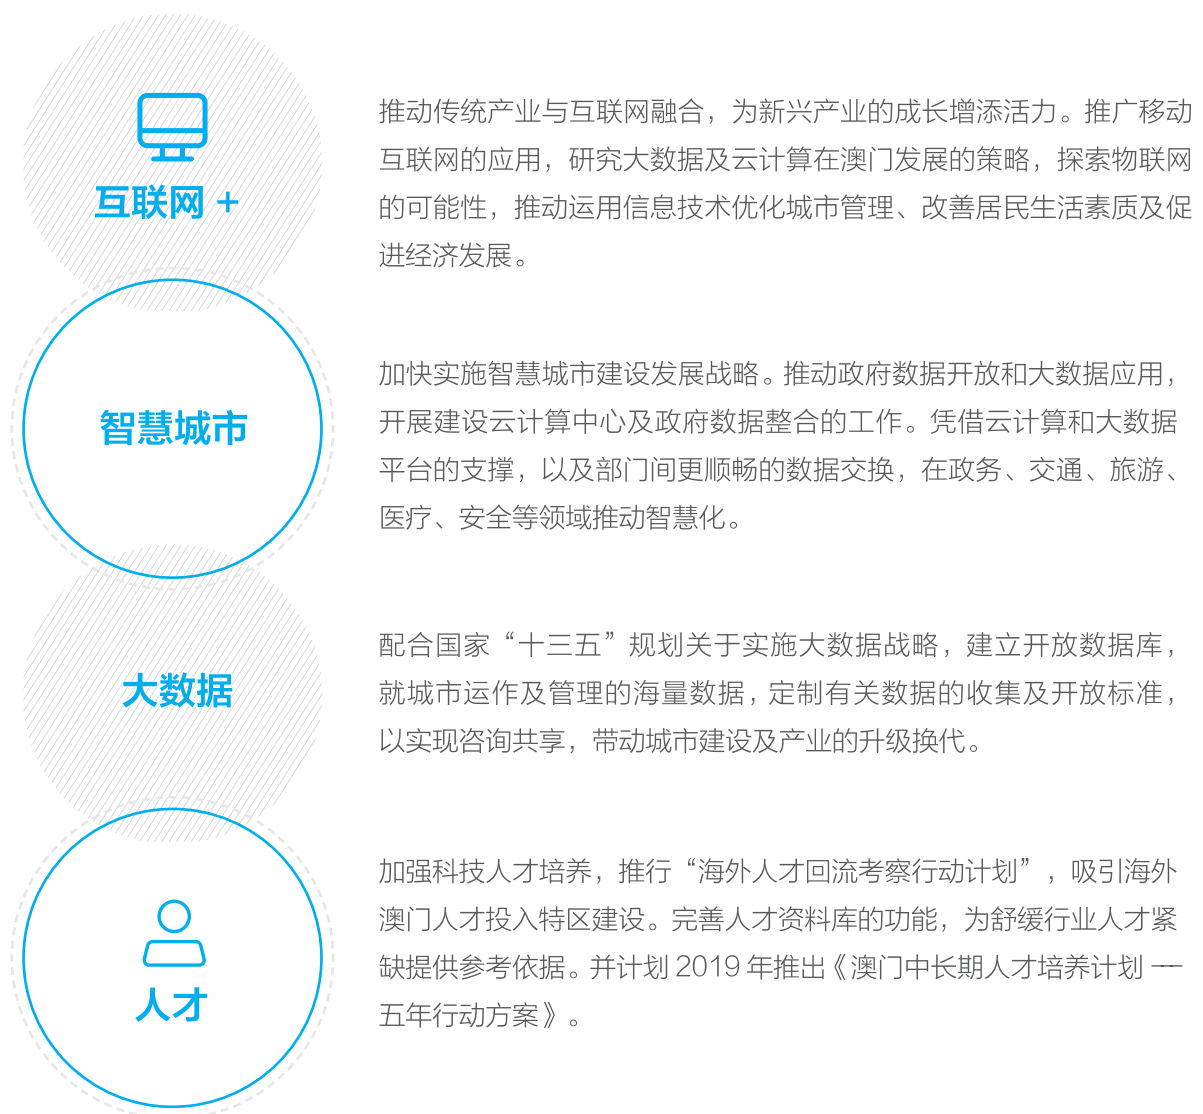 互联网 +
推动传统产业与互联网融合，为新兴产业的成长增添活力。推广移动
互联网的应用，研究大数据及云计算在澳门发展的策略，探索物联网
的可能性，推动运用信息技术优化城市管理、改善居民生活素质及促
进经济发展。
智慧城市
加快实施智慧城市建设发展战略。推动政府数据开放和大数据应用，
开展建设云计算中心及政府数据整合的工作。凭借云计算和大数据
平台的支撑，以及部门间更顺畅的数据交换，在政务、交通、旅游、
医疗、安全等领域推动智慧化。
大数据
配合国家“十三五”规划关于实施大数据战略，建立开放数据库，
就城市运作及管理的海量数据，定制有关数据的收集及开放标准，
以实现咨询共享，带动城市建设及产业的升级换代。
人才
加强科技人才培养，推行“海外人才回流考察行动计划”，吸引海外
澳门人才投入特区建设。完善人才资料库的功能，为舒缓行业人才紧
缺提供参考依据。并计划 2019 年推出《澳门中长期人才培养计划 —
五年行动方案》。